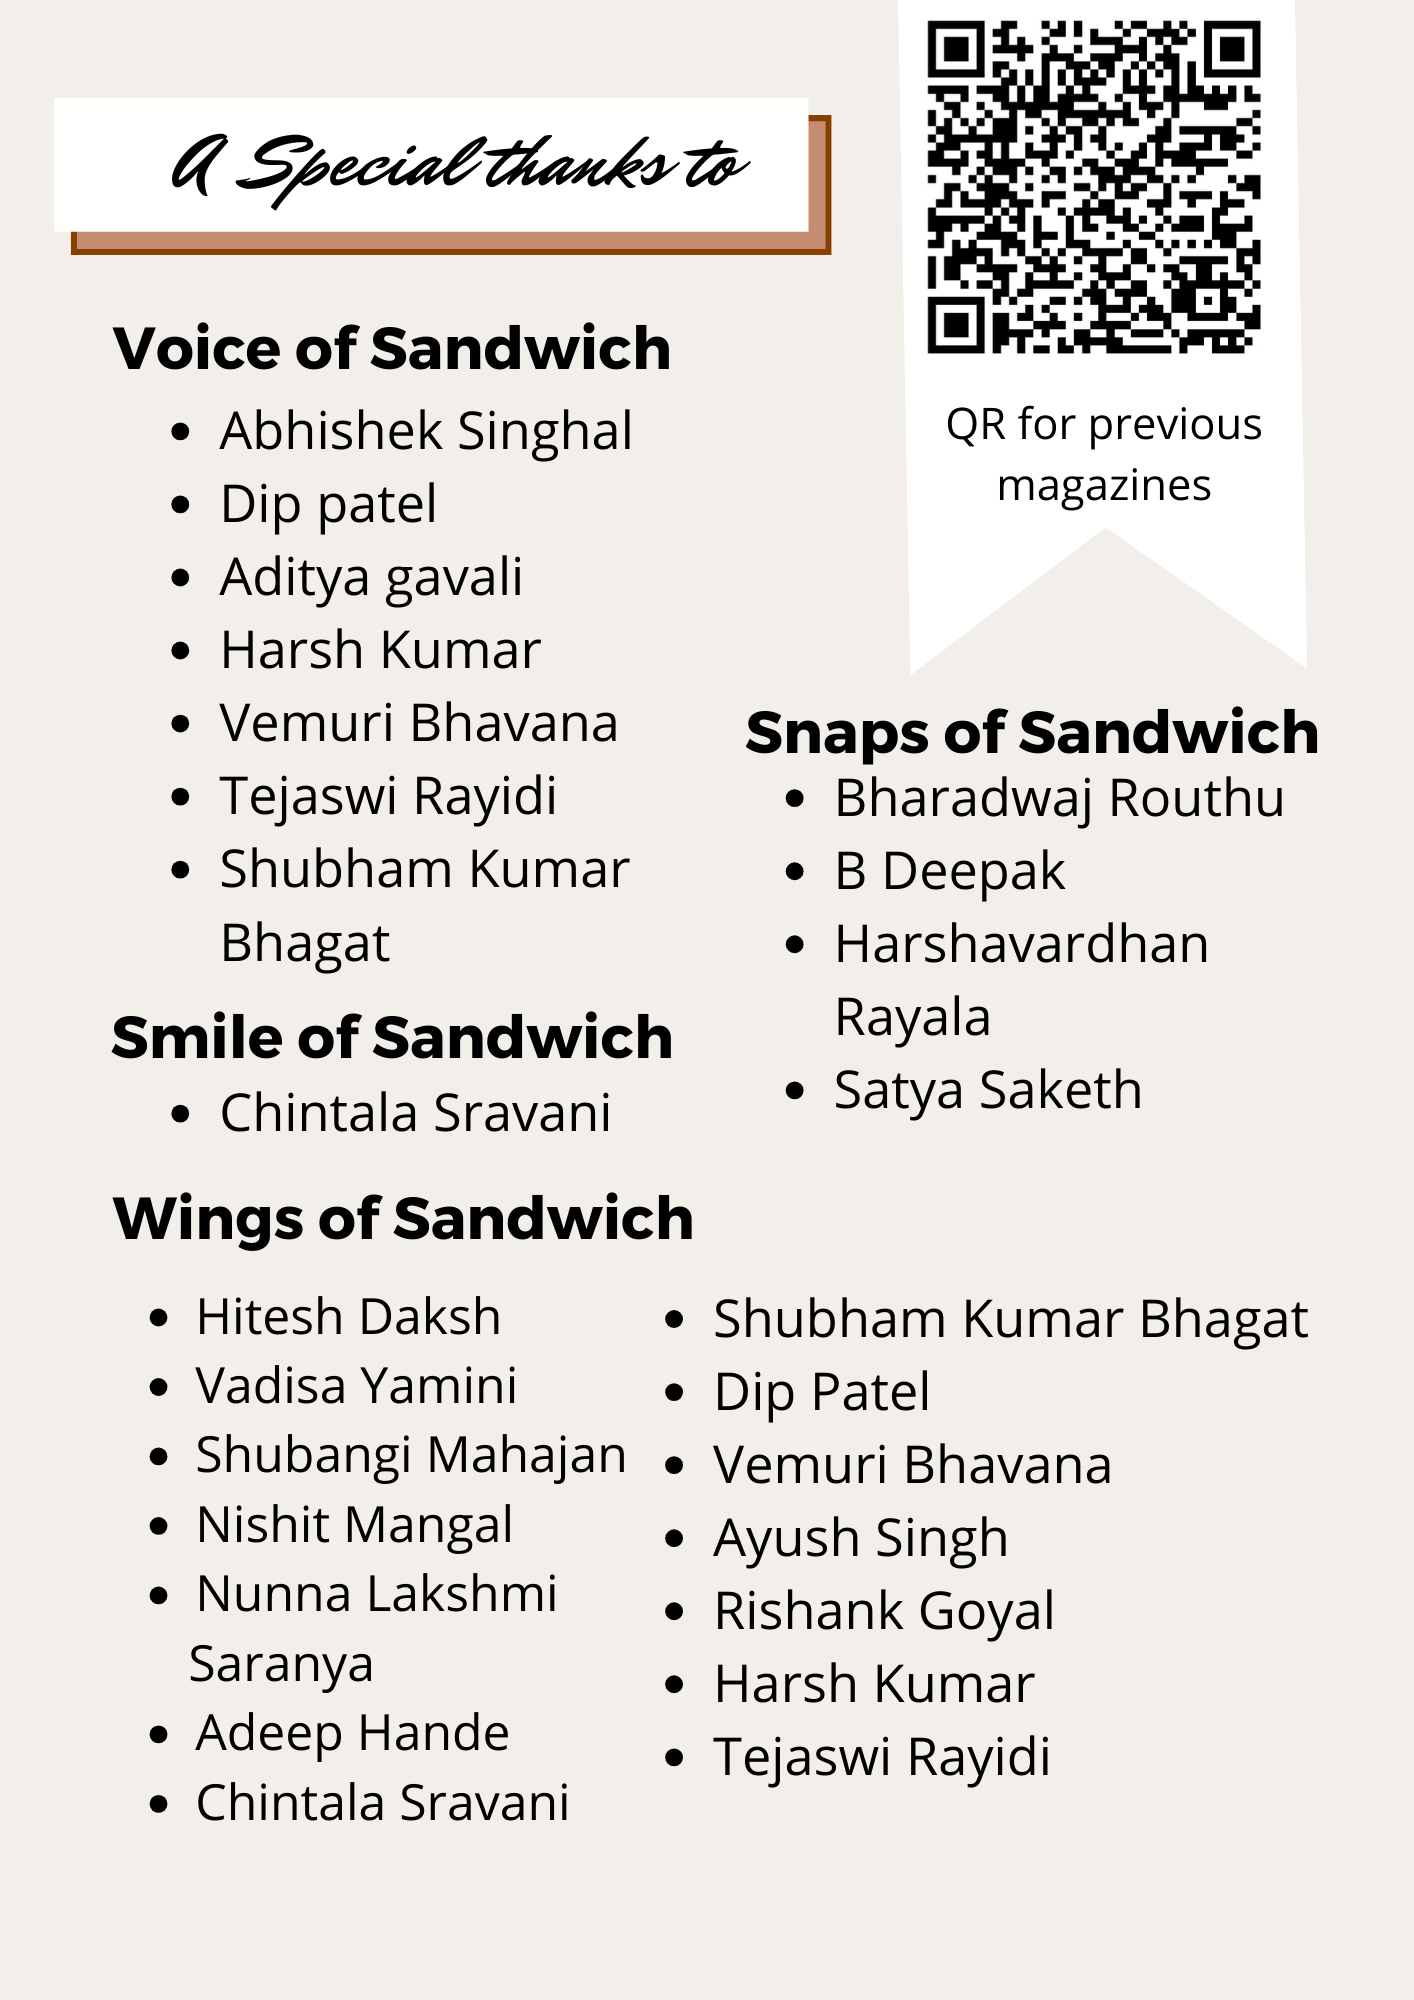 A Special thanks to
QR for previous
magazines
Voice of Sandwich
• Abhishek Singhal
• Dip patel
• Aditya gavali
• Harsh Kumar
• Vemuri Bhavana
• Tejaswi Rayidi
• Shubham Kumar
Bhagat
Snaps of Sandwich
• Bharadwaj Routhu
• B Deepak
• Harshavardhan
Rayala
• Satya Saketh
Smile of Sandwich
• Chintala Sravani
Wings of Sandwich
• Hitesh Daksh
• Vadisa Yamini
• Shubangi Mahajan
• Nishit Mangal
• Nunna Lakshmi
Saranya
• Adeep Hande
• Chintala Sravani
• Shubham Kumar Bhagat
• Dip Patel
• Vemuri Bhavana
• Ayush Singh
• Rishank Goyal
• Harsh Kumar
• Tejaswi Rayidi